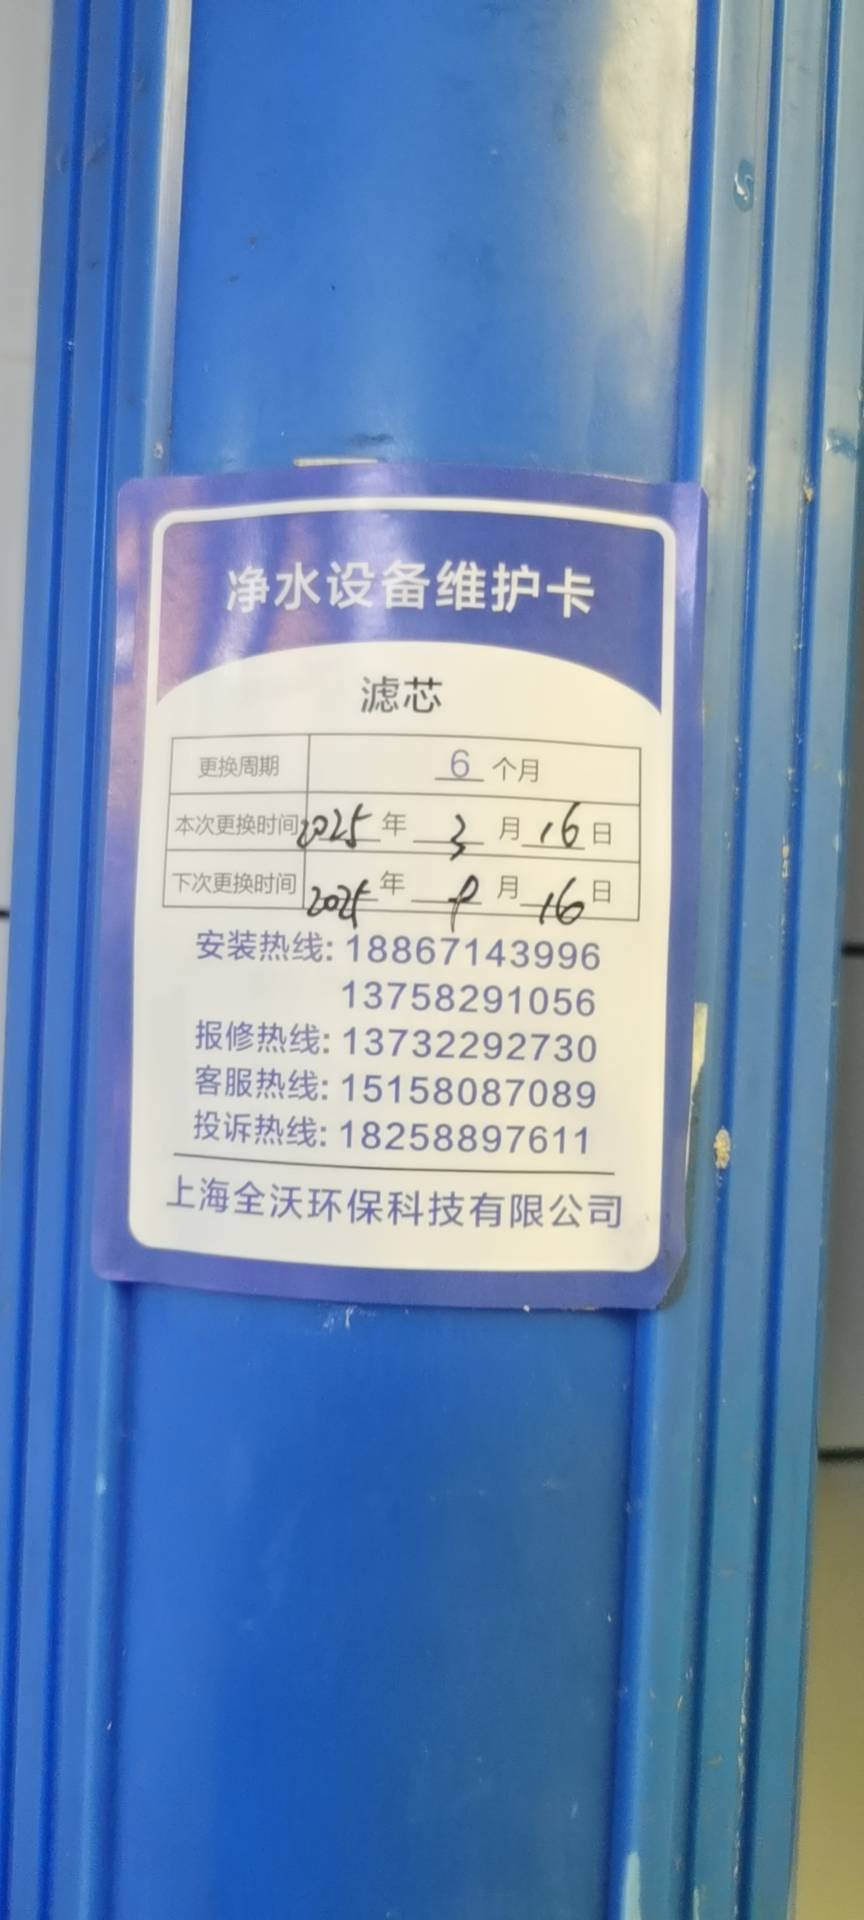 净水设备维护卡
滤芯
更换周期 6 个月
本次更换时间 2025 年 3 月 16 日
下次更换时间 2025 年 9 月 16 日
安装热线: 18867143996
13758291056
报修热线: 13732292730
客服热线: 15158087089
投诉热线: 18258897611
上海全沃环保科技有限公司